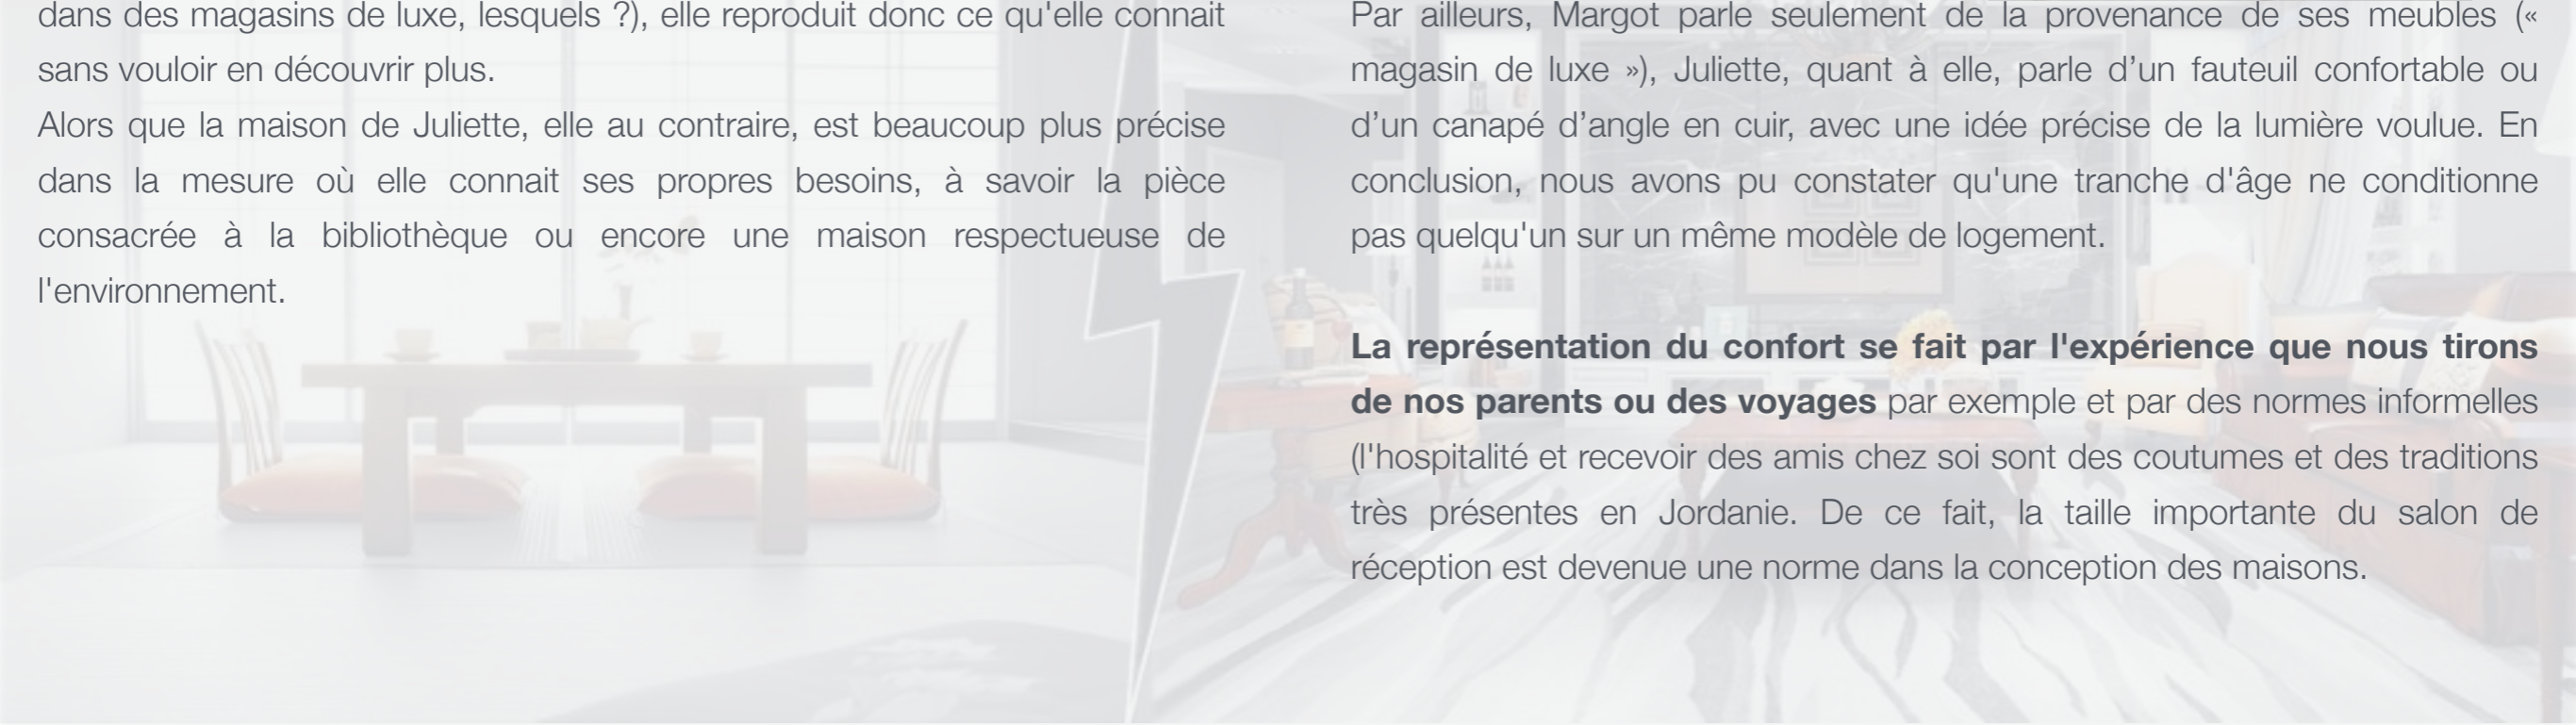 dans des magasins de luxe, lesquels ?), elle reproduit donc ce qu'elle connait
sans vouloir en découvrir plus.
Alors que la maison de Juliette, elle au contraire, est beaucoup plus précise
dans la mesure où elle connait ses propres besoins, à savoir la pièce
consacrée à la bibliothèque ou encore une maison respectueuse de
l'environnement.
Par ailleurs, Margot parle seulement de la provenance de ses meubles («
magasin de luxe »), Juliette, quant à elle, parle d’un fauteuil confortable ou
d’un canapé d’angle en cuir, avec une idée précise de la lumière voulue. En
conclusion, nous avons pu constater qu'une tranche d'âge ne conditionne
pas quelqu'un sur un même modèle de logement.
La représentation du confort se fait par l'expérience que nous tirons
de nos parents ou des voyages par exemple et par des normes informelles
(l'hospitalité et recevoir des amis chez soi sont des coutumes et des traditions
très présentes en Jordanie. De ce fait, la taille importante du salon de
réception est devenue une norme dans la conception des maisons.